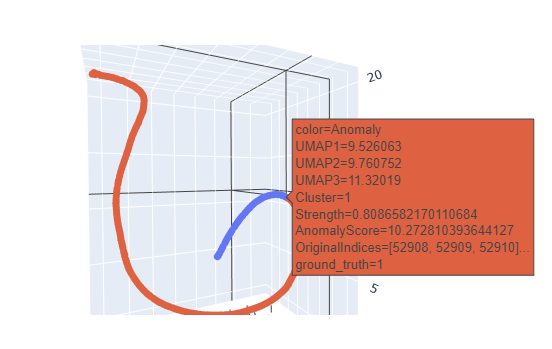 20
color=Anomaly
UMAP1=9.526063
UMAP2=9.760752
UMAP3=11.32019
Cluster=1
Strength=0.8086582170110684
AnomalyScore=10.272810393644127
OriginalIndices=[52908, 52909, 52910]...
ground_truth=1
5